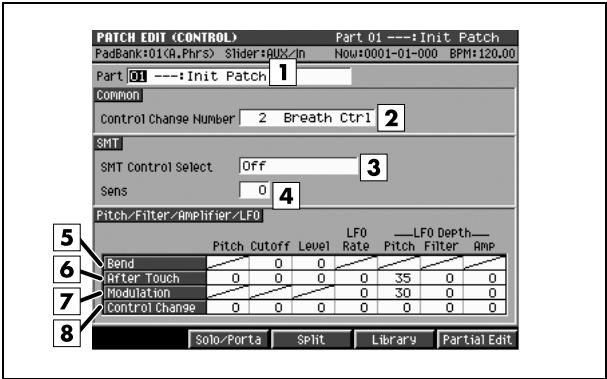 PATCH EDIT (CONTROL) Part 01 ---:Init Patch
PadBank:01(A.Phrs) Slider:AUX/In Now:0001-01-000 BPM:120.00
Part 01 ---:Init Patch 1
Common
Control Change Number 2 Breath Ctrl 2
SMT
SMT Control Select Off 3
Sens 0 4
Pitch/Filter/Amplifier/LFO
LFO LFO Depth
Pitch Cutoff Level Rate Pitch Filter Amp
5 Bend 0 0
6 After Touch 0 0 0 0 35 0 0
7 Modulation 0 30 0 0
8 Control Change 0 0 0 0 0 0 0
Solo/Porta Split Library Partial Edit